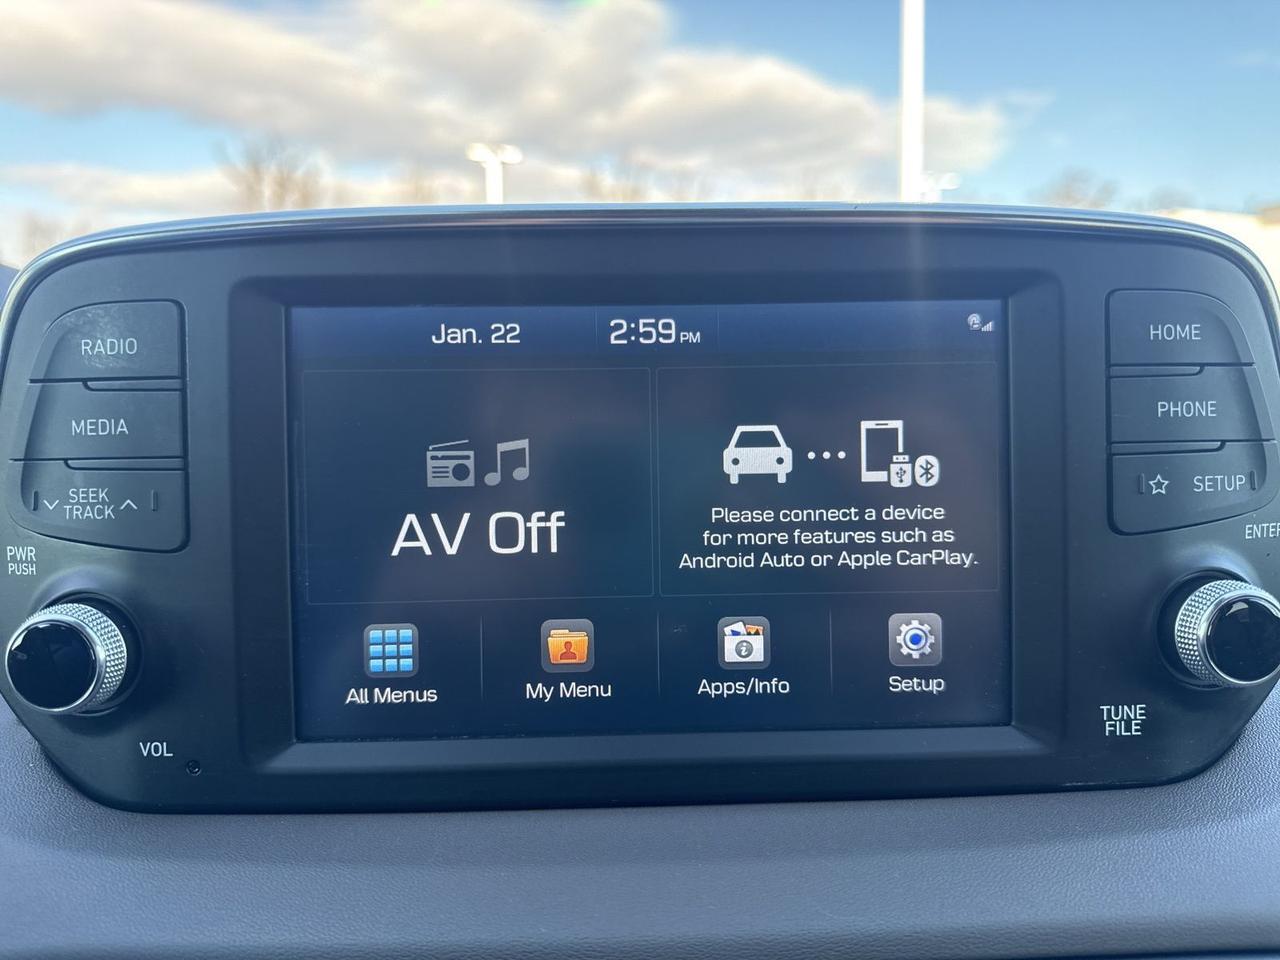 RADIO
MEDIA
SEEK
TRACK
PWR
PUSH
VOL
Jan. 22
2:59 PM
AV Off
Please connect a device
for more features such as
Android Auto or Apple CarPlay.
All Menus
My Menu
Apps/Info
Setup
HOME
PHONE
SETUP
ENTER
TUNE
FILE